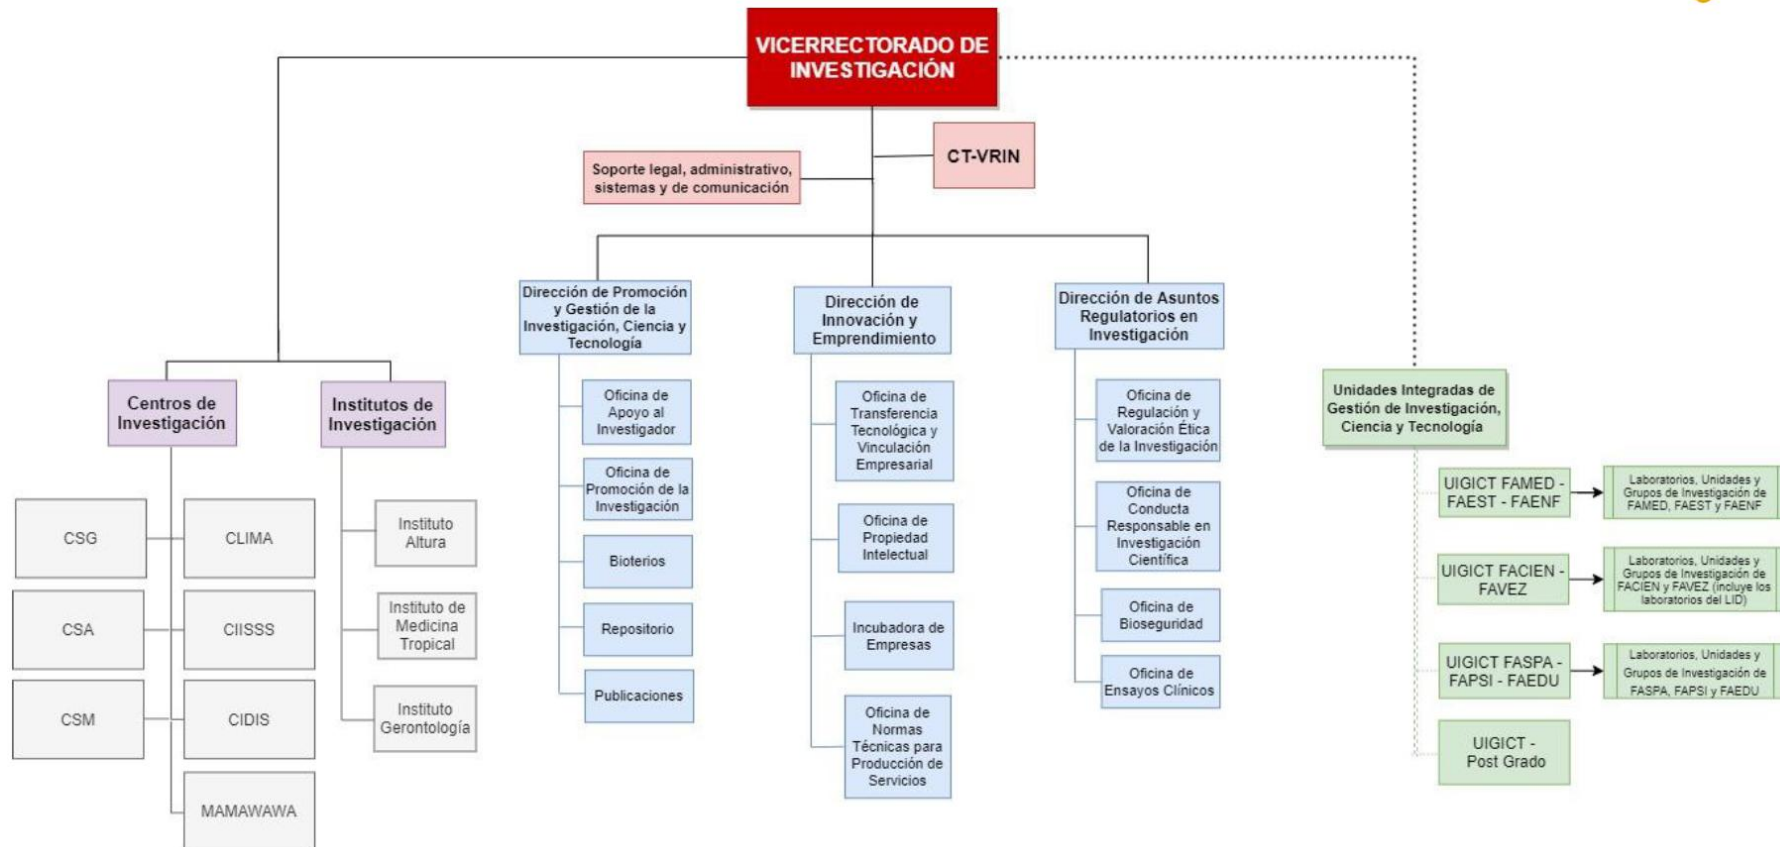 VICERRECTORADO DE
INVESTIGACIÓN
CT-VRIN
Soporte legal, administrativo,
sistemas y de comunicación
Dirección de Promoción
y Gestión de la
Investigación, Ciencia y
Tecnología
Oficina de
Apoyo al
Investigador
Oficina de
Promoción de la
Investigación
Bioterios
Repositorio
Publicaciones
Dirección de
Innovación y
Emprendimiento
Oficina de
Transferencia
Tecnológica y
Vinculación
Empresarial
Oficina de
Propiedad
Intelectual
Incubadora de
Empresas
Oficina de
Normas
Técnicas para
Producción de
Servicios
Dirección de Asuntos
Regulatorios en
Investigación
Oficina de
Regulación y
Valoración Ética
de la Investigación
Oficina de
Conducta
Responsable en
Investigación
Científica
Oficina de
Bioseguridad
Oficina de
Ensayos Clínicos
Centros de
Investigación
CSG
CLIMA
CSA
CIISSS
CSM
CIDIS
MAMAWAWA
Institutos de
Investigación
Instituto
Altura
Instituto de
Medicina
Tropical
Instituto
Gerontología
Unidades Integradas de
Gestión de Investigación,
Ciencia y Tecnología
UIGICT FAMED -
FAEST - FAENF
Laboratorios, Unidades y
Grupos de Investigación de
FAMED, FAEST y FAENF
UIGICT FACIEN -
FAVEZ
Laboratorios, Unidades y
Grupos de Investigación de
FACIEN y FAVEZ (incluye los
laboratorios del LID)
UIGICT FASPA -
FAPSI - FAEDU
Laboratorios, Unidades y
Grupos de Investigación de
FASPA, FAPSI y FAEDU
UIGICT -
Post Grado